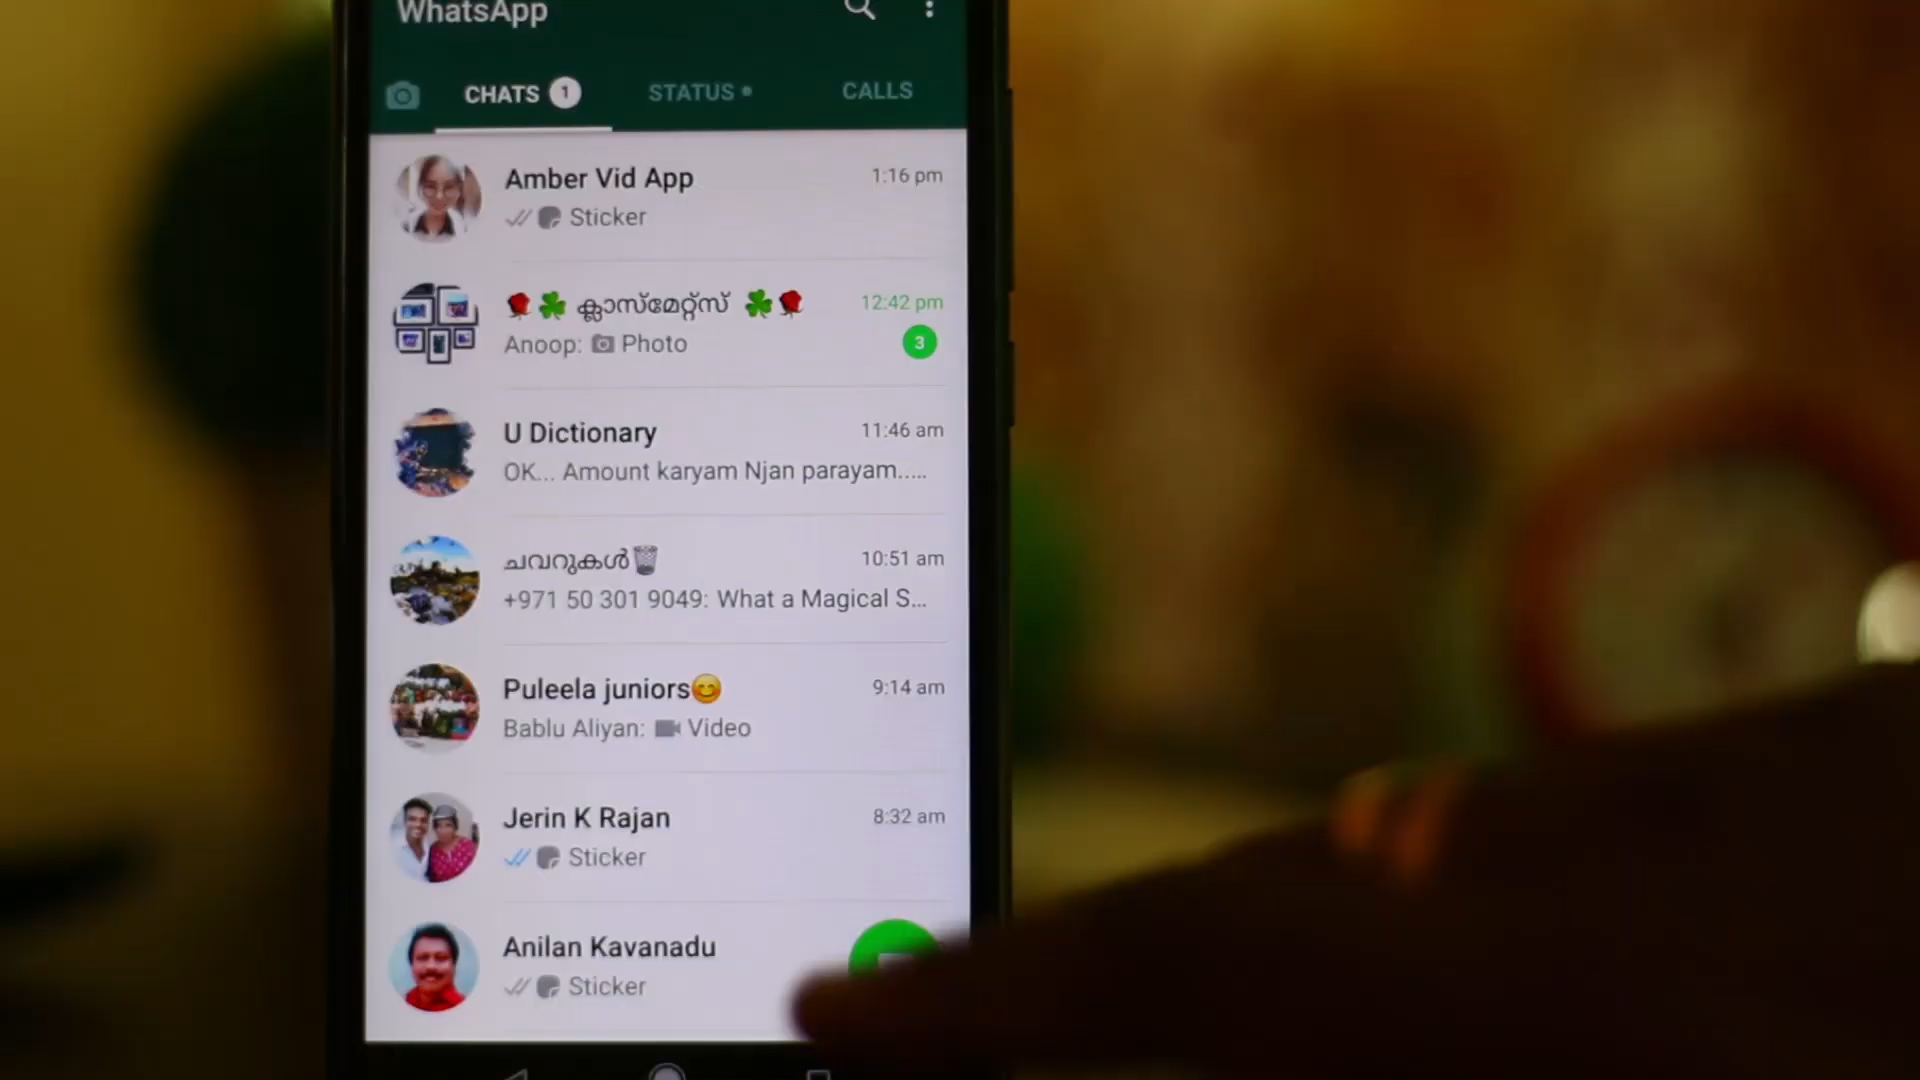 WhatsApp
CHATS 1 STATUS CALLS
Amber Vid App 1:16 pm
Sticker
🌹☘️ ക്ലാസ്മേറ്റ്സ് ☘️🌹 12:42 pm
Anoop: Photo 3
U Dictionary 11:46 am
OK... Amount karyam Njan parayam.....
ചവറുകൾ🗑️ 10:51 am
+971 50 301 9049: What a Magical S...
Puleela juniors😊 9:14 am
Bablu Aliyan: Video
Jerin K Rajan 8:32 am
Sticker
Anilan Kavanadu
Sticker